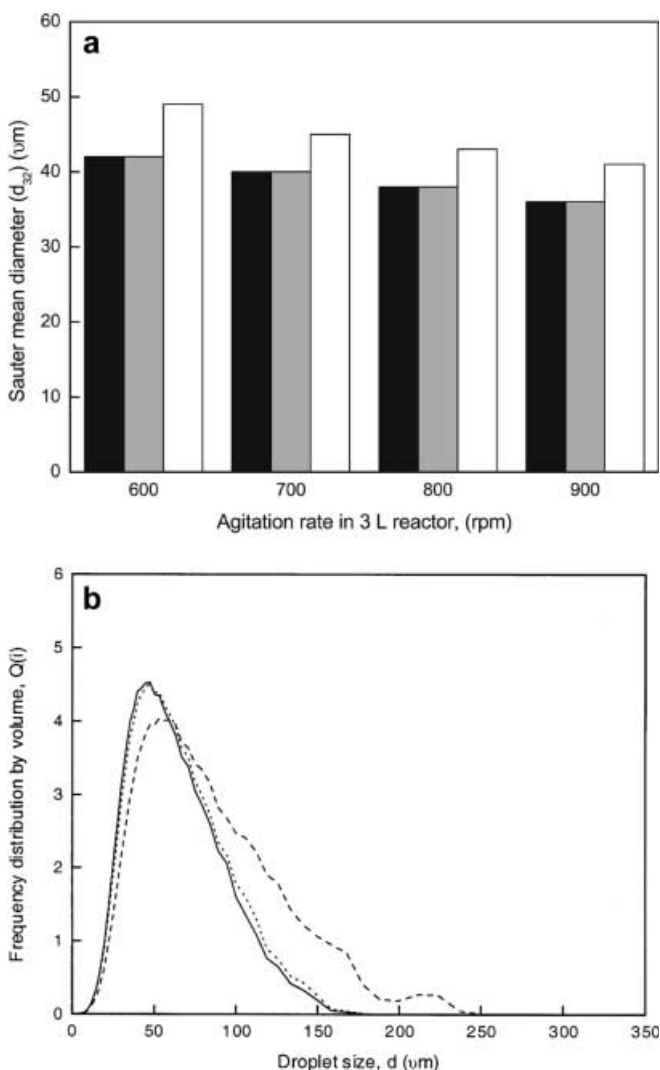 a
60
50
40
30
20
10
0
Sauter mean diameter (d32) (υm)
600 700 800 900
Agitation rate in 3 L reactor, (rpm)
b
6
5
4
3
2
1
0
Frequency distribution by volume, Q(i)
0 50 100 150 200 250 300 350
Droplet size, d (υm)